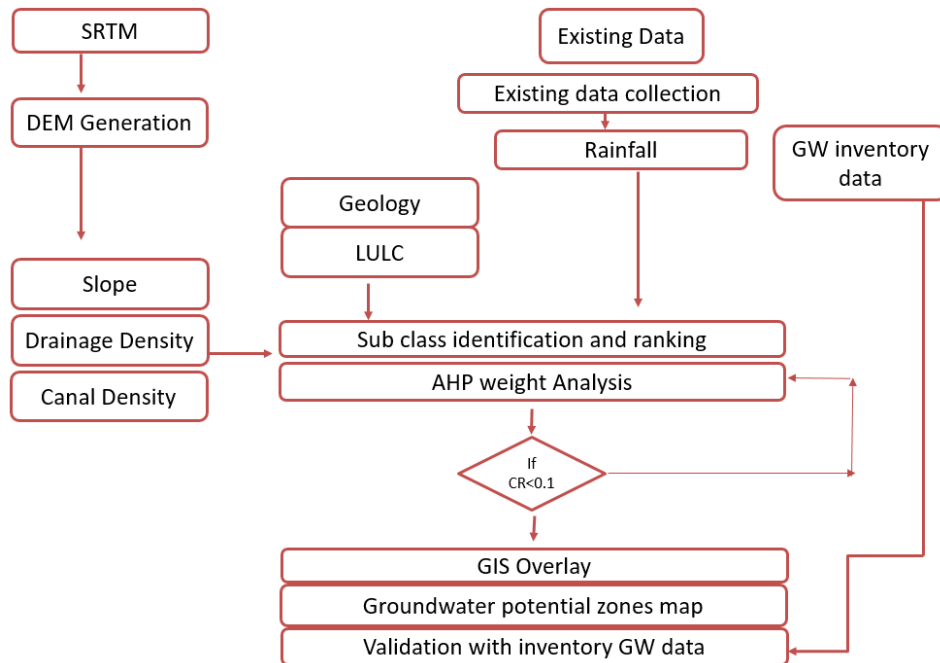 SRTM
Existing Data
Existing data collection
DEM Generation
Rainfall
GW inventory
data
Geology
LULC
Slope
Drainage Density
Canal Density
Sub class identification and ranking
AHP weight Analysis
If
CR<0.1
GIS Overlay
Groundwater potential zones map
Validation with inventory GW data